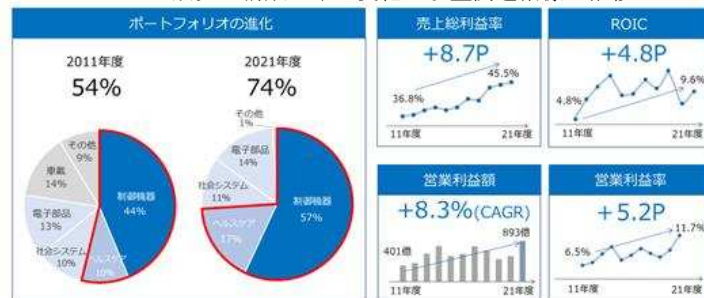 ポートフォリオの進化
2011年度
54%
2021年度
74%
その他
9%
車載
14%
電子部品
13%
社会システム
10%
ヘルスケア
10%
制御機器
44%
その他
1%
電子部品
14%
社会システム
11%
ヘルスケア
17%
制御機器
57%
売上総利益率
+8.7P
36.8%
45.5%
11年度
21年度
ROIC
+4.8P
4.8%
9.6%
11年度
21年度
営業利益額
+8.3%(CAGR)
401億
893億
11年度
21年度
営業利益率
+5.2P
6.5%
11.7%
11年度
21年度